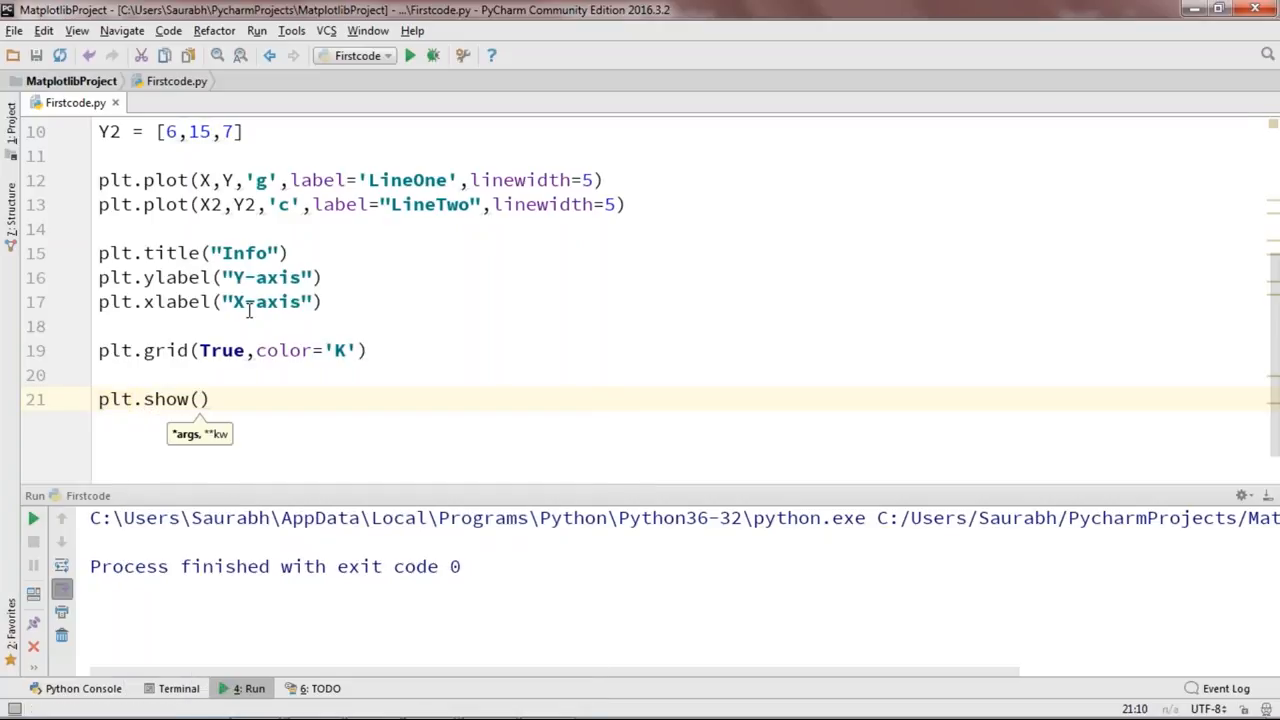 MatplotlibProject - [C:\Users\Saurabh\PycharmProjects\MatplotlibProject] - ...\Firstcode.py - PyCharm Community Edition 2016.3.2
File Edit View Navigate Code Refactor Run Tools VCS Window Help
Firstcode
MatplotlibProject Firstcode.py
Firstcode.py
1: Project
Z: Structure
10 Y2 = [6,15,7]
11
12 plt.plot(X,Y,'g',label='LineOne',linewidth=5)
13 plt.plot(X2,Y2,'c',label="LineTwo",linewidth=5)
14
15 plt.title("Info")
16 plt.ylabel("Y-axis")
17 plt.xlabel("X-axis")
18
19 plt.grid(True,color='K')
20
21 plt.show()
*args, **kw
Run Firstcode
C:\Users\Saurabh\AppData\Local\Programs\Python\Python36-32\python.exe C:/Users/Saurabh/PycharmProjects/Mat
Process finished with exit code 0
2: Favorites
Python Console Terminal 4: Run 6: TODO Event Log
21:10 n/a UTF-8